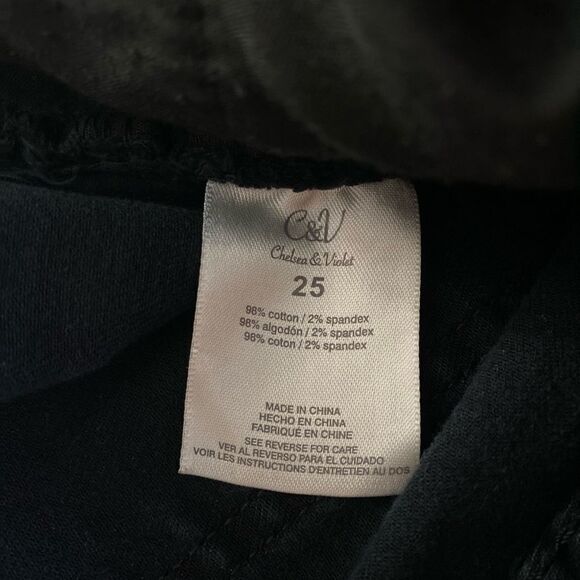 C&V
Chelsea & Violet
25
98% cotton / 2% spandex
98% algodón / 2% spandex
98% coton / 2% spandex
MADE IN CHINA
HECHO EN CHINA
FABRIQUÉ EN CHINE
SEE REVERSE FOR CARE
VER AL REVERSO PARA EL CUIDADO
VOIR LES INSTRUCTIONS D'ENTRETIEN AU DOS